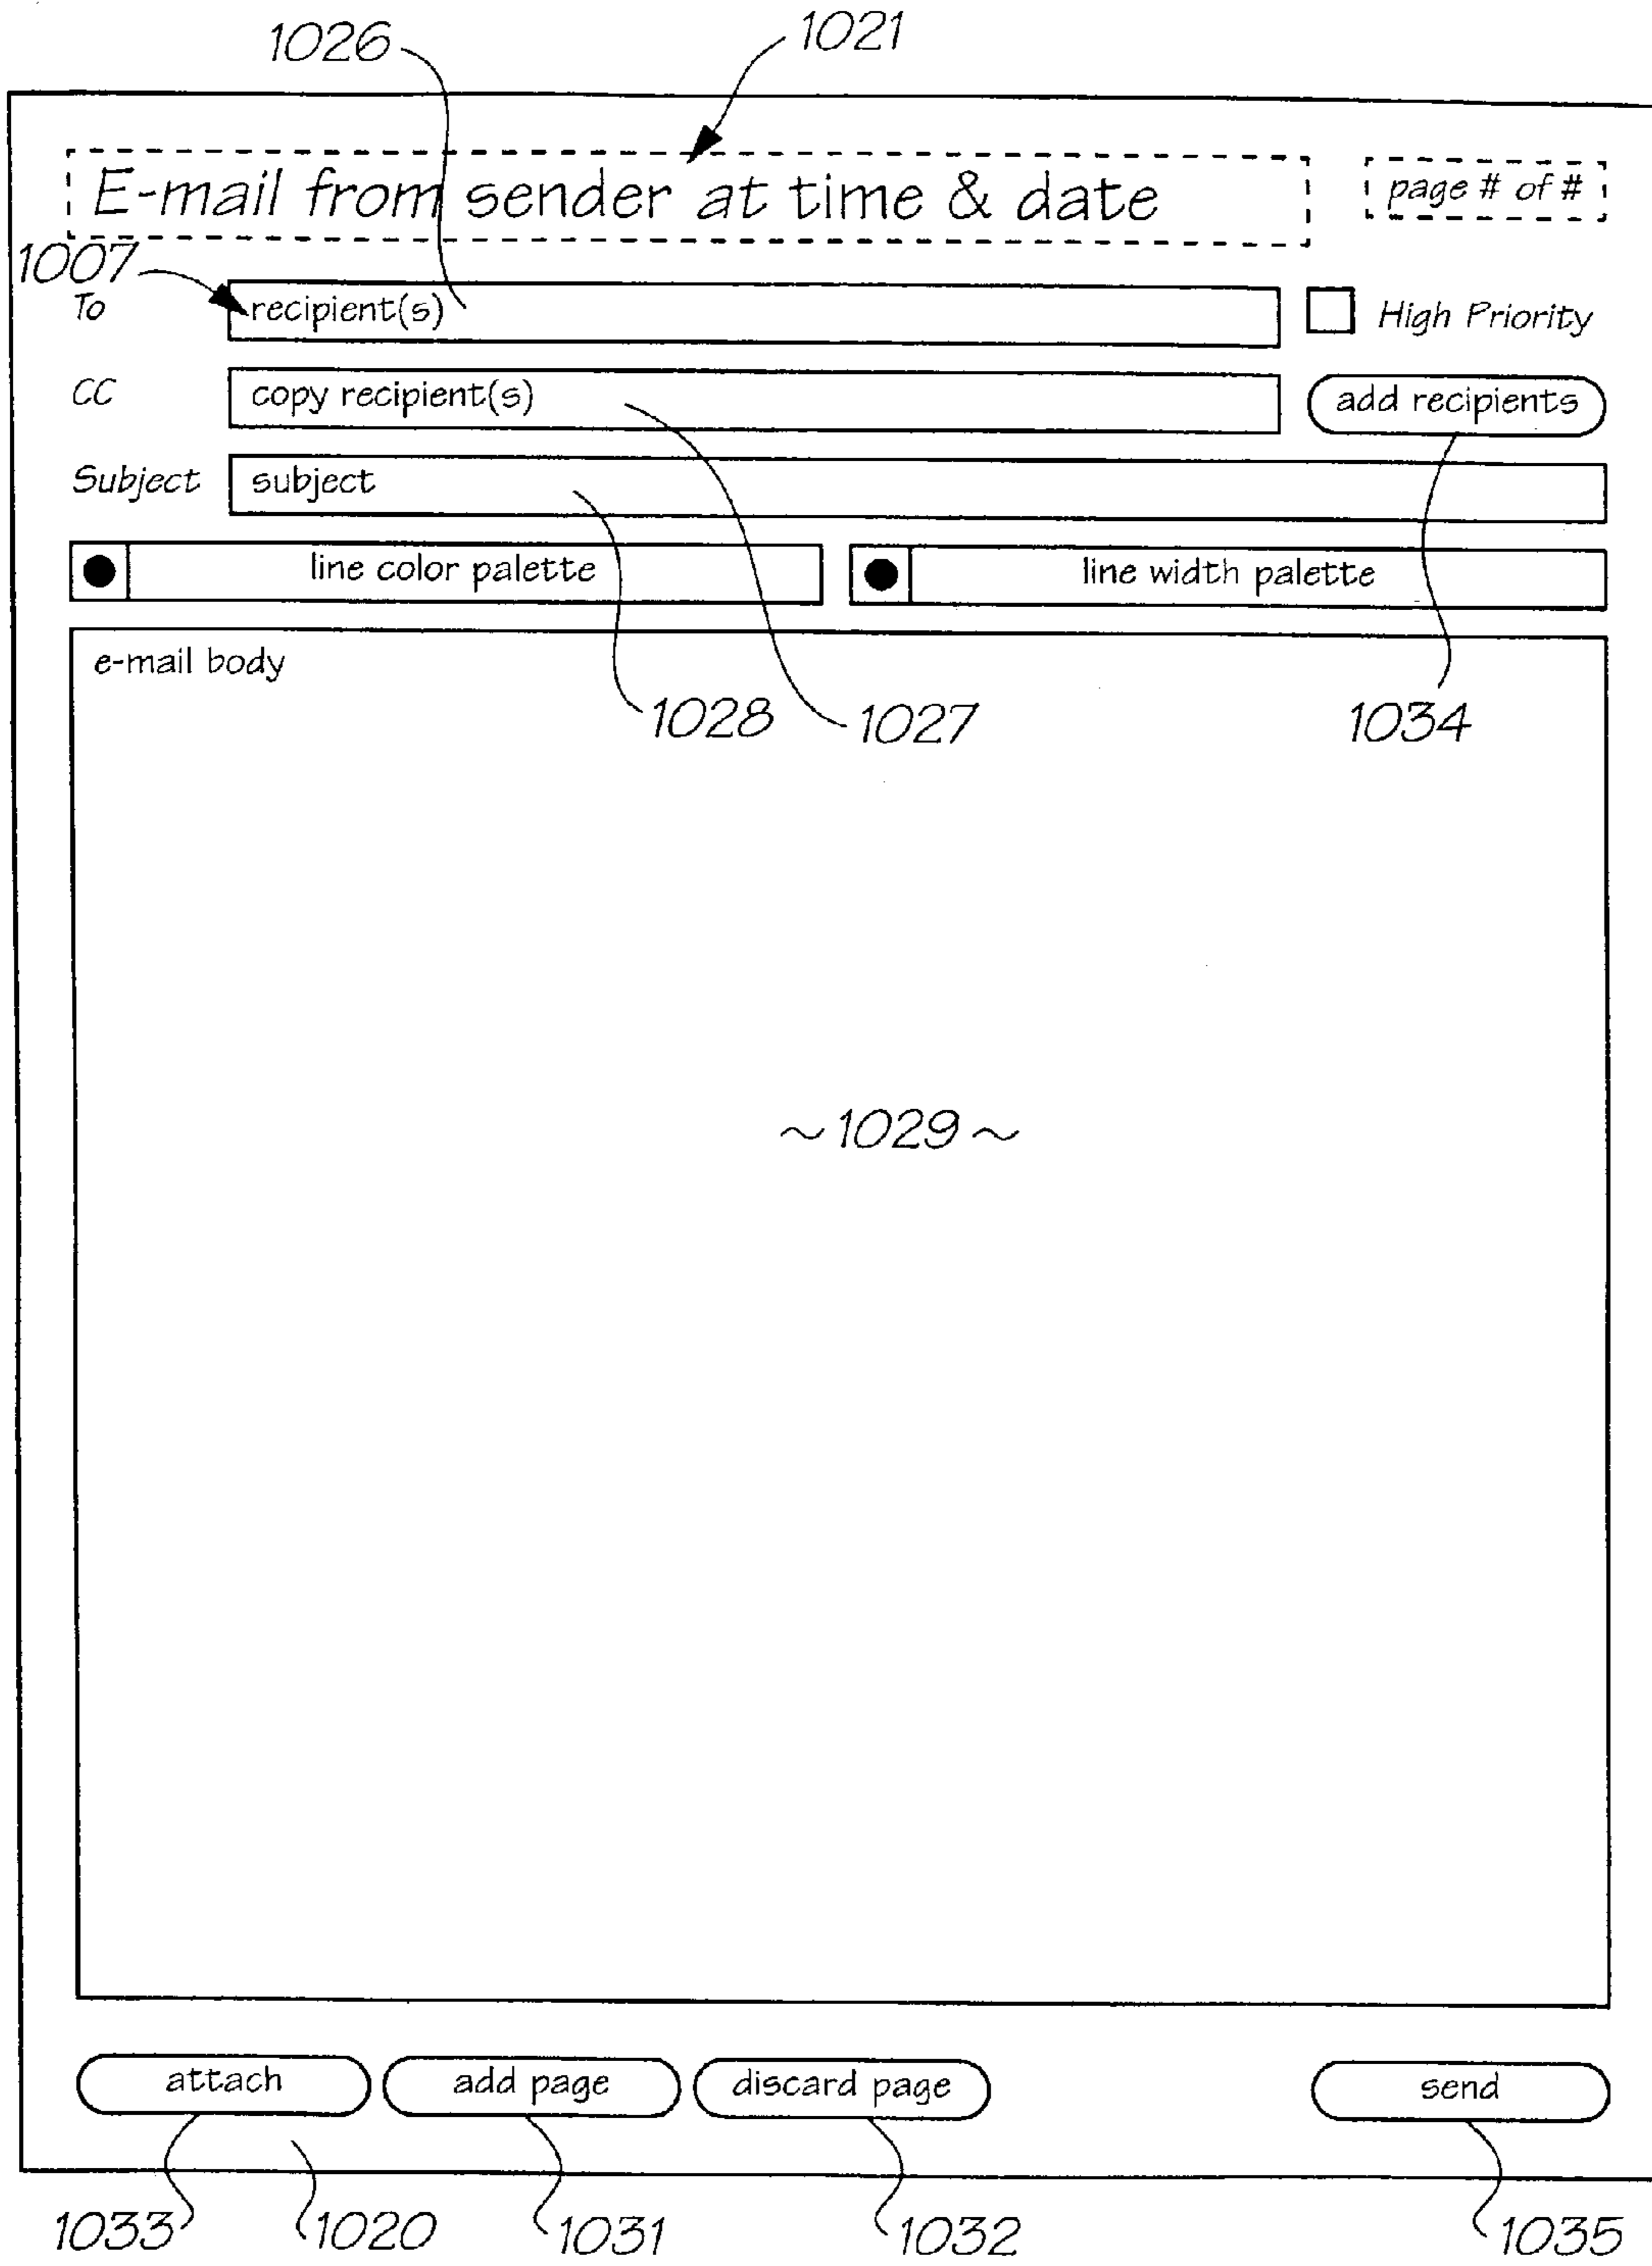 1026 1021
E-mail from sender at time & date page # of #
1007
To recipient(s) High Priority
CC copy recipient(s) add recipients
Subject subject
line color palette line width palette
e-mail body
1028 1027 1034
~1029~
attach add page discard page send
1033 1020 1031 1032 1035